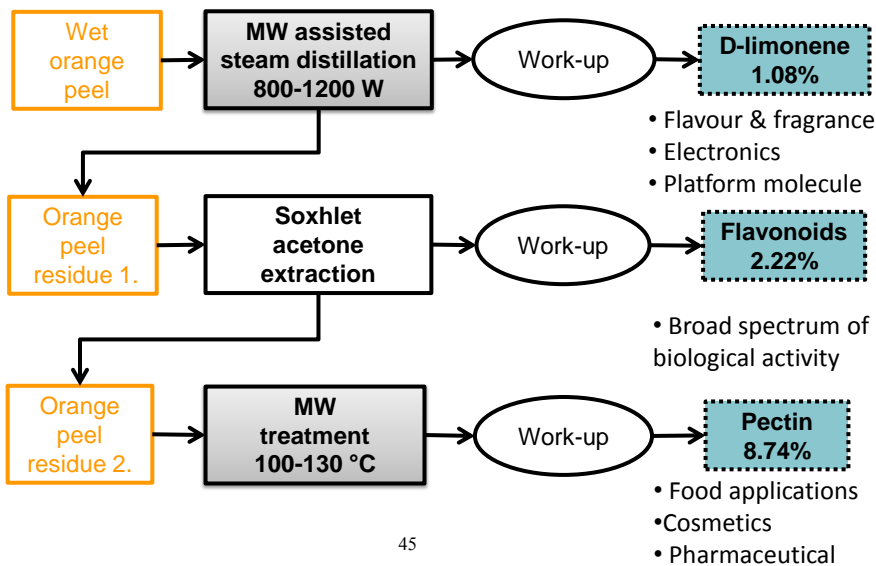 Wet
orange
peel
MW assisted
steam distillation
800-1200 W
Work-up
D-limonene
1.08%
• Flavour & fragrance
• Electronics
• Platform molecule
Orange
peel
residue 1.
Soxhlet
acetone
extraction
Work-up
Flavonoids
2.22%
• Broad spectrum of
biological activity
Orange
peel
residue 2.
MW
treatment
100-130 °C
Work-up
Pectin
8.74%
• Food applications
•Cosmetics
• Pharmaceutical
45